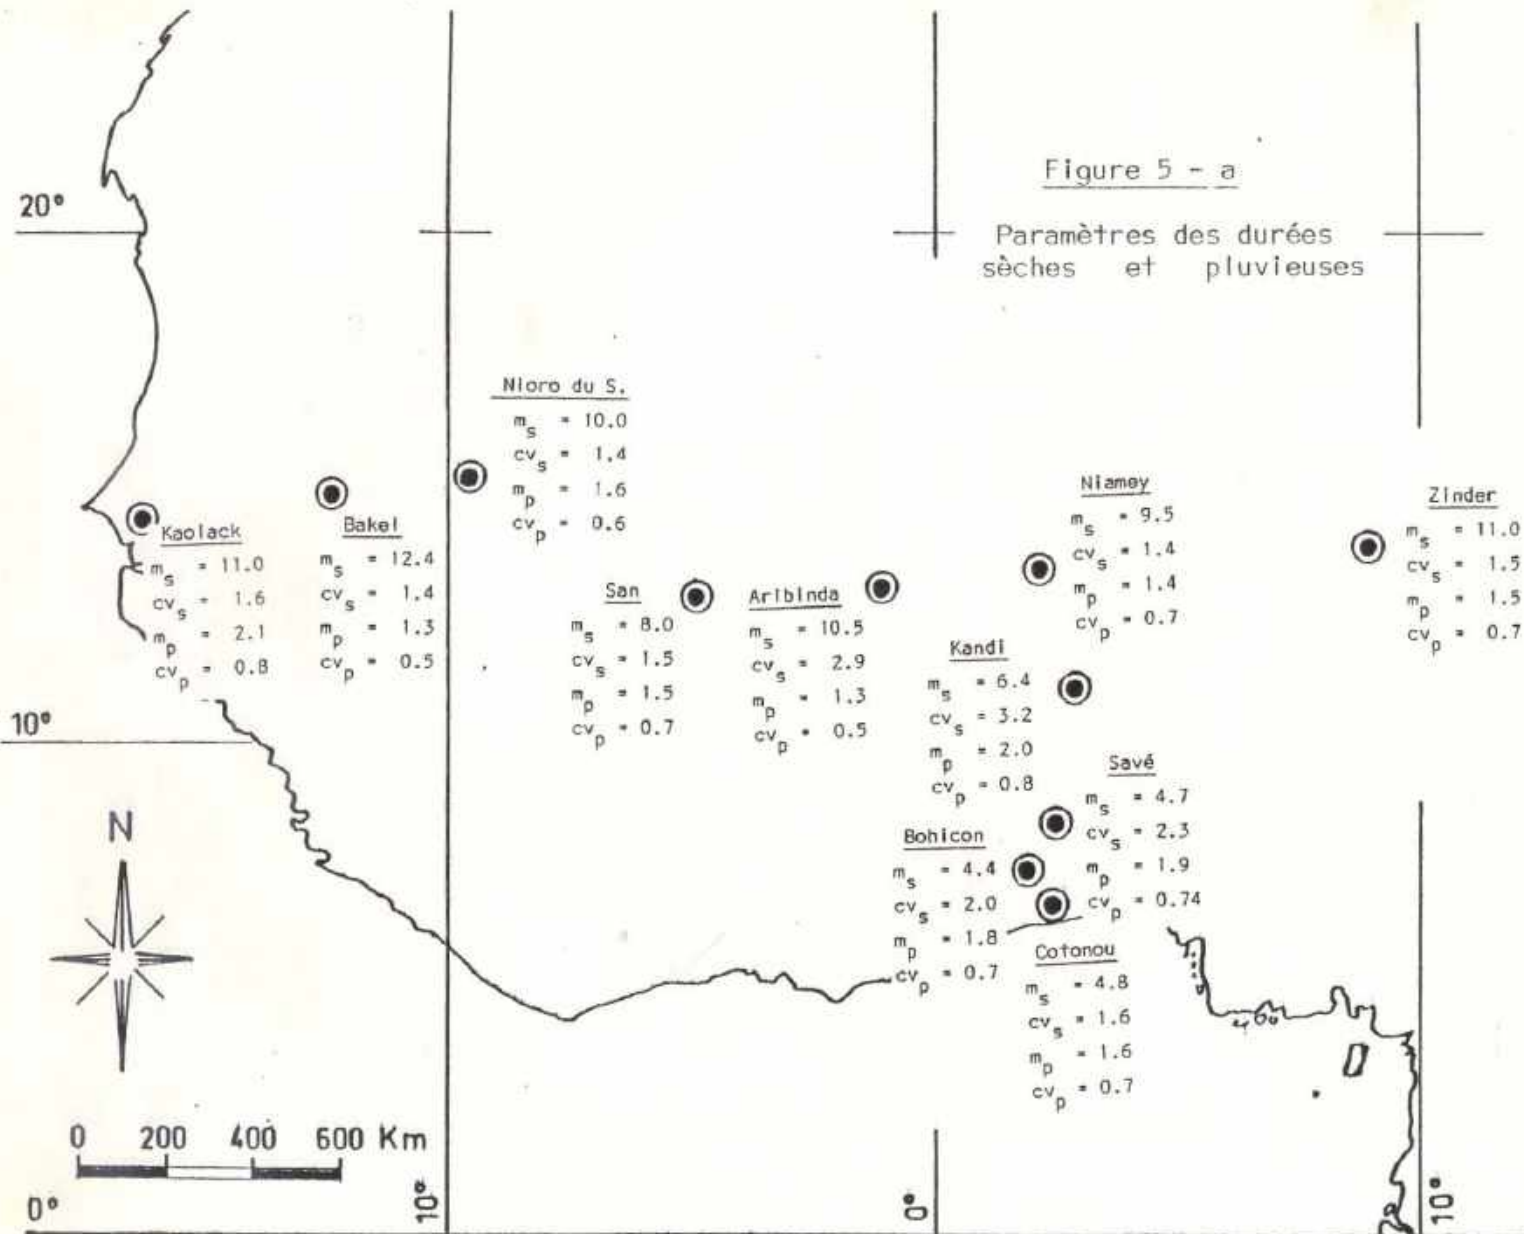 Figure 5 - a
Paramètres des durées
sèches et pluvieuses
20°
Nioro du S.
m_s = 10.0
cv_s = 1.4
m_p = 1.6
cv_p = 0.6
Kaolack
m_s = 11.0
cv_s = 1.6
m_p = 2.1
cv_p = 0.8
Bakel
m_s = 12.4
cv_s = 1.4
m_p = 1.3
cv_p = 0.5
San
m_s = 8.0
cv_s = 1.5
m_p = 1.5
cv_p = 0.7
Aribinda
m_s = 10.5
cv_s = 2.9
m_p = 1.3
cv_p = 0.5
Niamey
m_s = 9.5
cv_s = 1.4
m_p = 1.4
cv_p = 0.7
Zinder
m_s = 11.0
cv_s = 1.5
m_p = 1.5
cv_p = 0.7
Kandi
m_s = 6.4
cv_s = 3.2
m_p = 2.0
cv_p = 0.8
10°
Savé
m_s = 4.7
cv_s = 2.3
m_p = 1.9
cv_p = 0.74
Bohicon
m_s = 4.4
cv_s = 2.0
m_p = 1.8
cv_p = 0.7
Cotonou
m_s = 4.8
cv_s = 1.6
m_p = 1.6
cv_p = 0.7
N
0 200 400 600 Km
0°
10°
0°
10°